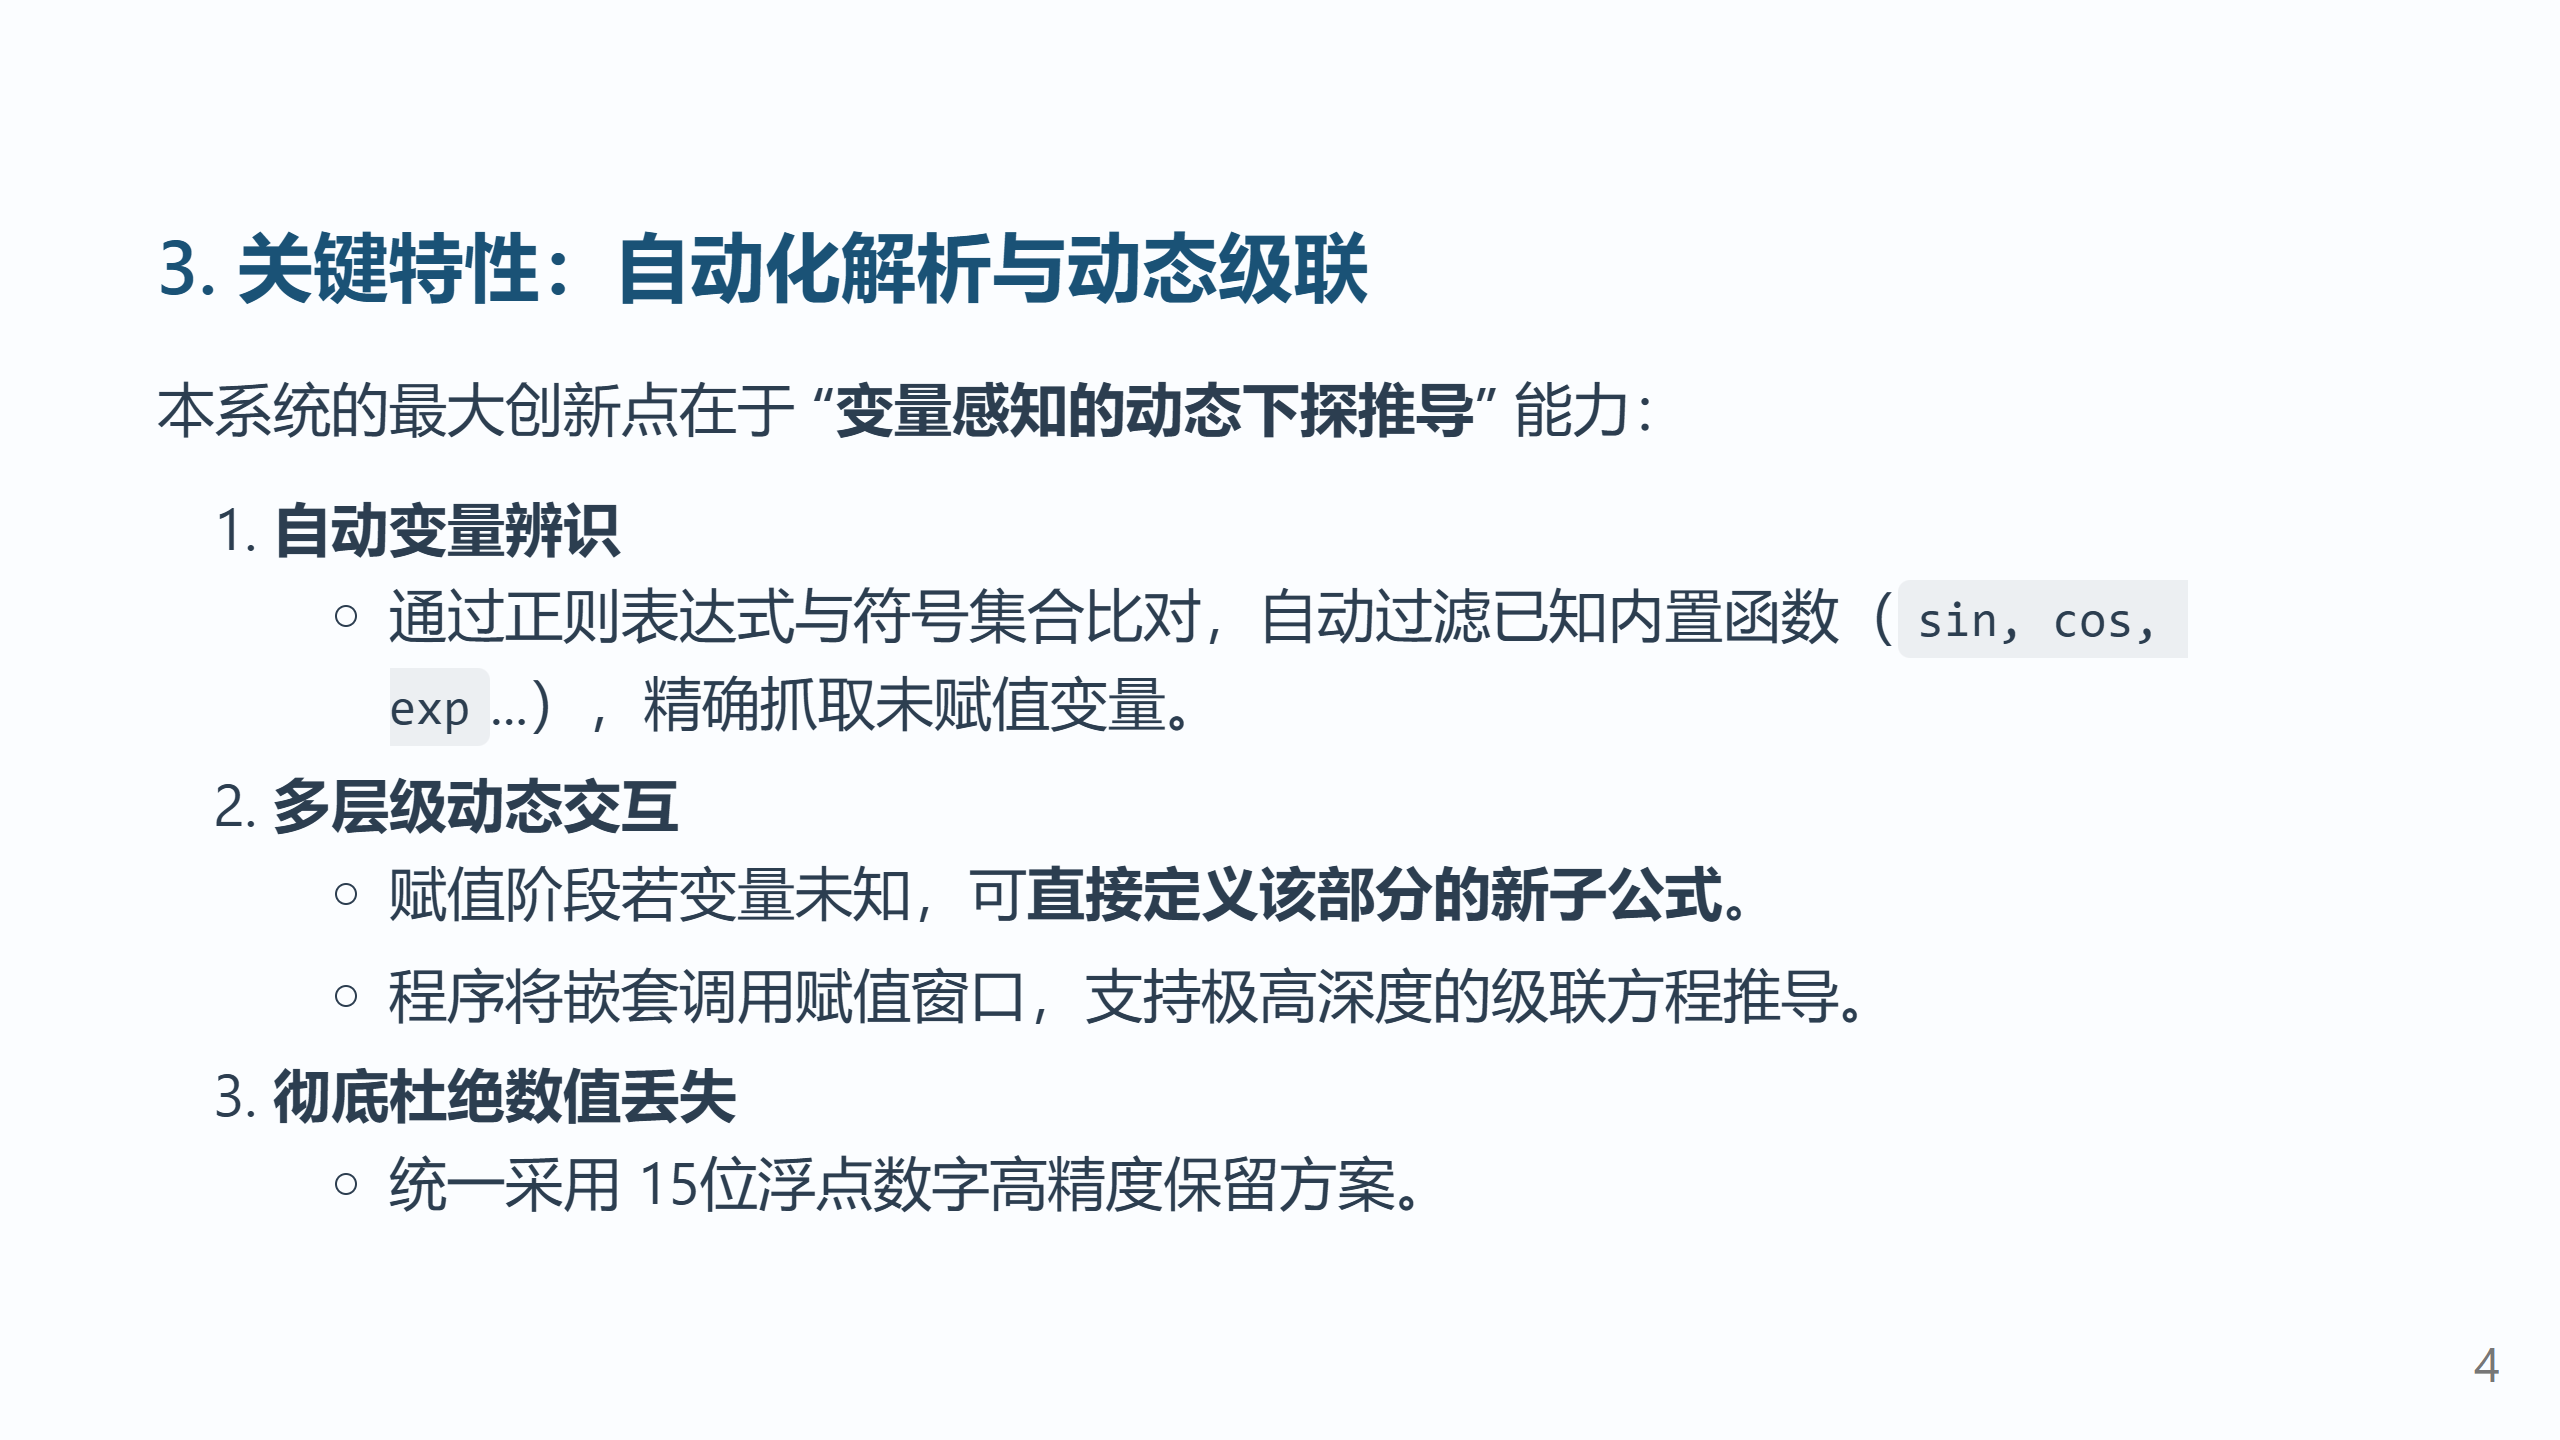 3. 关键特性：自动化解析与动态级联
本系统的最大创新点在于 “变量感知的动态下探推导” 能力：
1. 自动变量辨识
○ 通过正则表达式与符号集合比对，自动过滤已知内置函数（sin, cos,
exp...），精确抓取未赋值变量。
2. 多层级动态交互
○ 赋值阶段若变量未知，可直接定义该部分的新子公式。
○ 程序将嵌套调用赋值窗口，支持极高深度的级联方程推导。
3. 彻底杜绝数值丢失
○ 统一采用 15位浮点数字高精度保留方案。
4